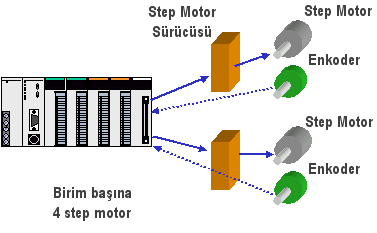 Step Motor
Sürücüsü
Step Motor
Enkoder
Step Motor
Enkoder
Birim başına
4 step motor